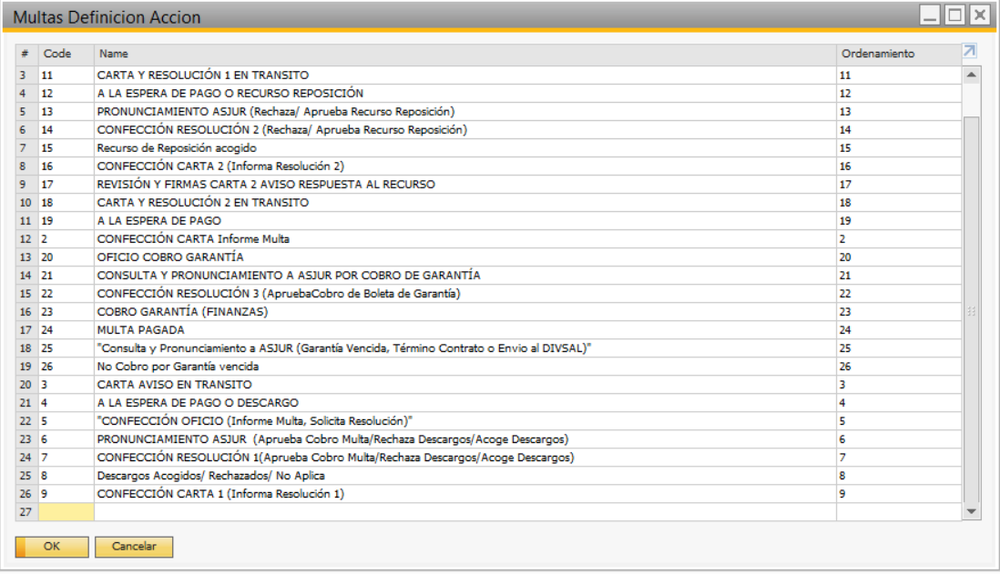 Multas Definicion Accion
# Code Name Ordenamiento
3 11 CARTA Y RESOLUCIÓN 1 EN TRANSITO 11
4 12 A LA ESPERA DE PAGO O RECURSO REPOSICIÓN 12
5 13 PRONUNCIAMIENTO ASJUR (Rechaza/ Aprueba Recurso Reposición) 13
6 14 CONFECCIÓN RESOLUCIÓN 2 (Rechaza/ Aprueba Recurso Reposición) 14
7 15 Recurso de Reposición acogido 15
8 16 CONFECCIÓN CARTA 2 (Informa Resolución 2) 16
9 17 REVISIÓN Y FIRMAS CARTA 2 AVISO RESPUESTA AL RECURSO 17
10 18 CARTA Y RESOLUCIÓN 2 EN TRANSITO 18
11 19 A LA ESPERA DE PAGO 19
12 2 CONFECCIÓN CARTA Informe Multa 2
13 20 OFICIO COBRO GARANTÍA 20
14 21 CONSULTA Y PRONUNCIAMIENTO A ASJUR POR COBRO DE GARANTÍA 21
15 22 CONFECCIÓN RESOLUCIÓN 3 (ApruebaCobro de Boleta de Garantía) 22
16 23 COBRO GARANTÍA (FINANZAS) 23
17 24 MULTA PAGADA 24
18 25 "Consulta y Pronunciamiento a ASJUR (Garantía Vencida, Término Contrato o Envio al DIVSAL)" 25
19 26 No Cobro por Garantía vencida 26
20 3 CARTA AVISO EN TRANSITO 3
21 4 A LA ESPERA DE PAGO O DESCARGO 4
22 5 "CONFECCIÓN OFICIO (Informe Multa, Solicita Resolución)" 5
23 6 PRONUNCIAMIENTO ASJUR (Aprueba Cobro Multa/Rechaza Descargos/Acoge Descargos) 6
24 7 CONFECCIÓN RESOLUCIÓN 1(Aprueba Cobro Multa/Rechaza Descargos/Acoge Descargos) 7
25 8 Descargos Acogidos/ Rechazados/ No Aplica 8
26 9 CONFECCIÓN CARTA 1 (Informa Resolución 1) 9
27
OK Cancelar